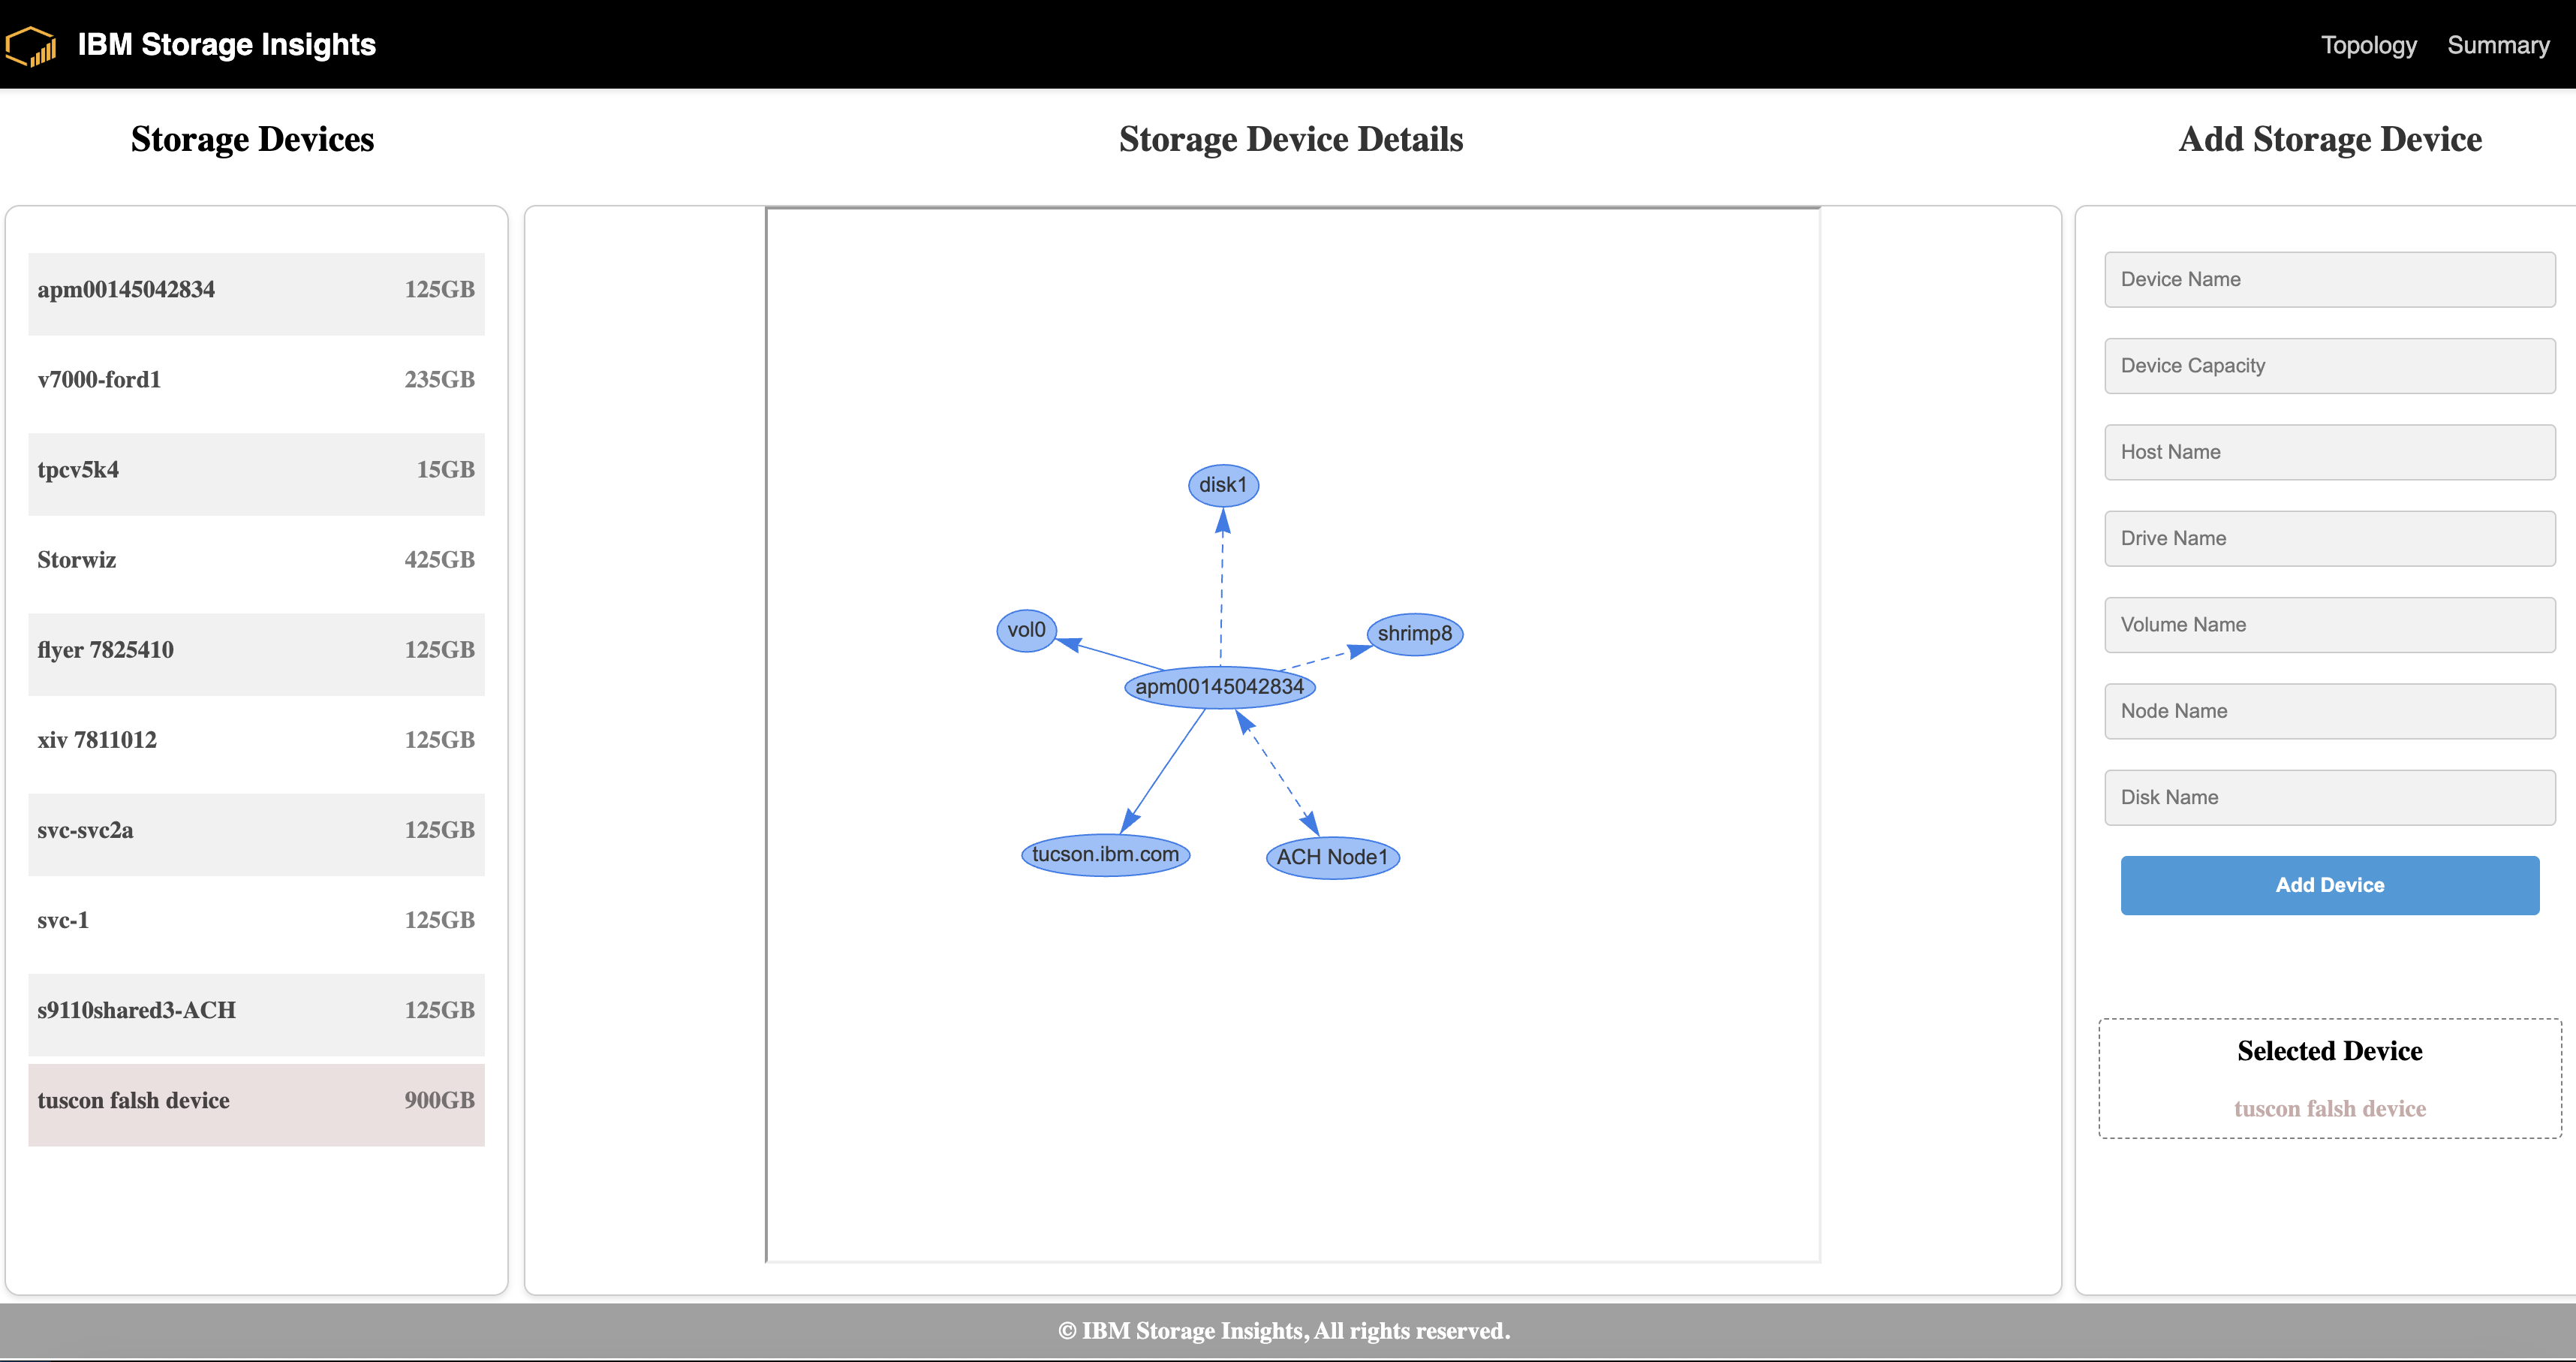 IBM Storage Insights
Topology
Summary
Storage Devices
Storage Device Details
Add Storage Device
apm00145042834 125GB
v7000-ford1 235GB
tpcv5k4 15GB
Storwiz 425GB
flyer 7825410 125GB
xiv 7811012 125GB
svc-svc2a 125GB
svc-1 125GB
s9110shared3-ACH 125GB
tuscon falsh device 900GB
disk1
vol0
shrimp8
apm00145042834
tucson.ibm.com
ACH Node1
Device Name
Device Capacity
Host Name
Drive Name
Volume Name
Node Name
Disk Name
Add Device
Selected Device
tuscon falsh device
© IBM Storage Insights, All rights reserved.